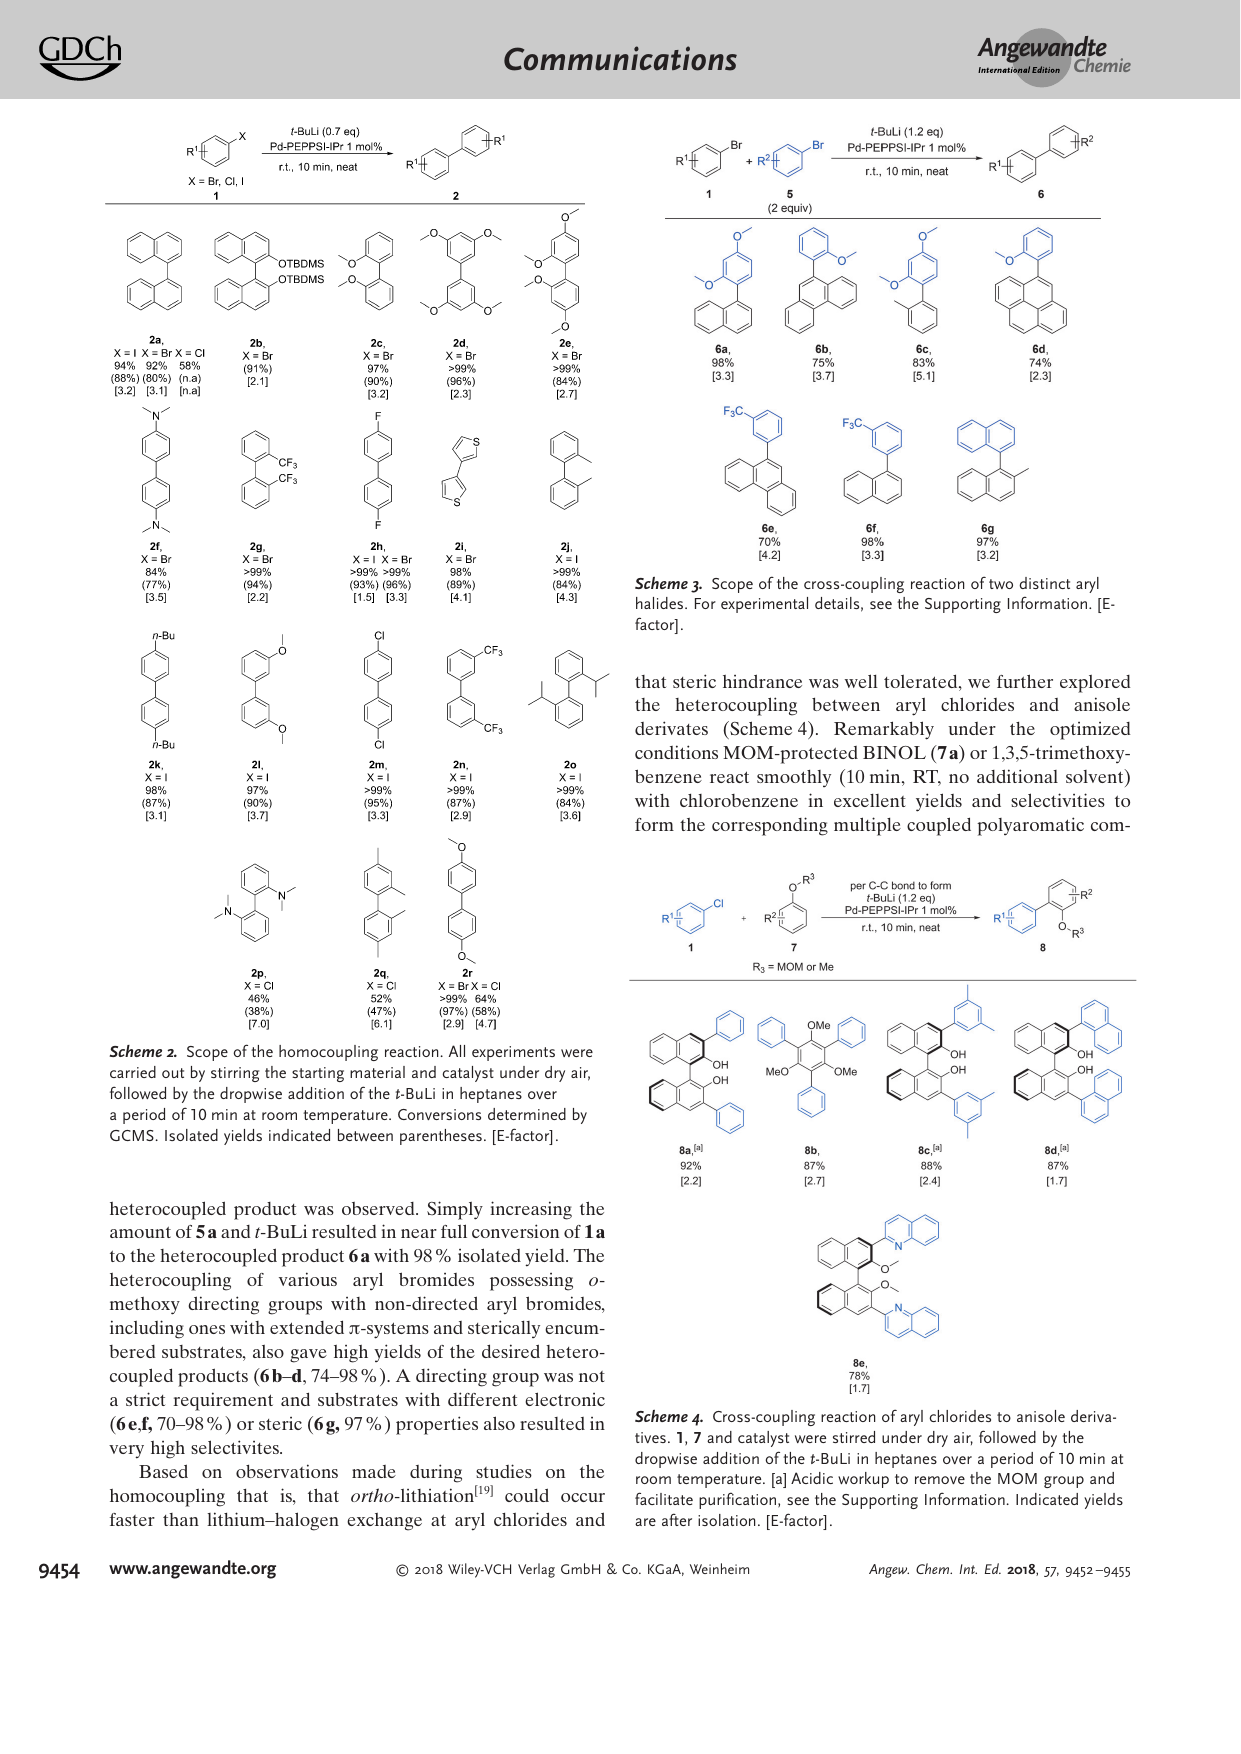 GDCh
Communications
Angewandte
International Edition Chemie
X
R¹
X = Br, Cl, I
1
t-BuLi (0.7 eq)
Pd-PEPPSI-IPr 1 mol%
r.t., 10 min, neat
R¹
R¹
2
OTBDMS
OTBDMS
O
O
O O
O O
O
O
O
O
2a,
X = I X = Br X = Cl
94% 92% 58%
(88%) (80%) (n.a)
[3.2] [3.1] [n.a]
2b,
X = Br
(91%)
[2.1]
2c,
X = Br
97%
(90%)
[3.2]
2d,
X = Br
>99%
(96%)
[2.3]
2e,
X = Br
>99%
(84%)
[2.7]
N
N
CF₃
CF₃
F
F
S
S
2f,
X = Br
84%
(77%)
[3.5]
2g,
X = Br
>99%
(94%)
[2.2]
2h,
X = I X = Br
>99% >99%
(93%) (96%)
[1.5] [3.3]
2i,
X = Br
98%
(89%)
[4.1]
2j,
X = I
>99%
(84%)
[4.3]
n-Bu
n-Bu
O
O
Cl
Cl
CF₃
CF₃
2k,
X = I
98%
(87%)
[3.1]
2l,
X = I
97%
(90%)
[3.7]
2m,
X = I
>99%
(95%)
[3.3]
2n,
X = I
>99%
(87%)
[2.9]
2o
X = I
>99%
(84%)
[3.6]
N
N
O
O
2p,
X = Cl
46%
(38%)
[7.0]
2q,
X = Cl
52%
(47%)
[6.1]
2r
X = Br X = Cl
>99% 64%
(97%) (58%)
[2.9] [4.7]
Scheme 2. Scope of the homocoupling reaction. All experiments were
carried out by stirring the starting material and catalyst under dry air,
followed by the dropwise addition of the t-BuLi in heptanes over
a period of 10 min at room temperature. Conversions determined by
GCMS. Isolated yields indicated between parentheses. [E-factor].
heterocoupled product was observed. Simply increasing the
amount of 5a and t-BuLi resulted in near full conversion of 1a
to the heterocoupled product 6a with 98% isolated yield. The
heterocoupling of various aryl bromides possessing o-
methoxy directing groups with non-directed aryl bromides,
including ones with extended π-systems and sterically encum-
bered substrates, also gave high yields of the desired hetero-
coupled products (6b–d, 74–98%). A directing group was not
a strict requirement and substrates with different electronic
(6e,f, 70–98%) or steric (6g, 97%) properties also resulted in
very high selectivites.
Based on observations made during studies on the
homocoupling that is, that ortho-lithiation[19] could occur
faster than lithium–halogen exchange at aryl chlorides and
R¹
Br
+
R²
Br
1
5
(2 equiv)
t-BuLi (1.2 eq)
Pd-PEPPSI-IPr 1 mol%
r.t., 10 min, neat
R²
R¹
6
O
O
O
O
O
O
6a,
98%
[3.3]
6b,
75%
[3.7]
6c,
83%
[5.1]
6d,
74%
[2.3]
F₃C
F₃C
6e,
70%
[4.2]
6f,
98%
[3.3]
6g
97%
[3.2]
Scheme 3. Scope of the cross-coupling reaction of two distinct aryl
halides. For experimental details, see the Supporting Information. [E-
factor].
that steric hindrance was well tolerated, we further explored
the heterocoupling between aryl chlorides and anisole
derivates (Scheme 4). Remarkably under the optimized
conditions MOM-protected BINOL (7a) or 1,3,5-trimethoxy-
benzene react smoothly (10 min, RT, no additional solvent)
with chlorobenzene in excellent yields and selectivities to
form the corresponding multiple coupled polyaromatic com-
R¹
Cl
+
R²
O R³
1
7
R₃ = MOM or Me
per C-C bond to form
t-BuLi (1.2 eq)
Pd-PEPPSI-IPr 1 mol%
r.t., 10 min, neat
R¹
R²
O
R³
8
OH
OH
OMe
MeO OMe
OH
OH
OH
OH
8a,[a]
92%
[2.2]
8b,
87%
[2.7]
8c,[a]
88%
[2.4]
8d,[a]
87%
[1.7]
N
O
O
N
8e,
78%
[1.7]
Scheme 4. Cross-coupling reaction of aryl chlorides to anisole deriva-
tives. 1, 7 and catalyst were stirred under dry air, followed by the
dropwise addition of the t-BuLi in heptanes over a period of 10 min at
room temperature. [a] Acidic workup to remove the MOM group and
facilitate purification, see the Supporting Information. Indicated yields
are after isolation. [E-factor].
9454 www.angewandte.org © 2018 Wiley-VCH Verlag GmbH & Co. KGaA, Weinheim Angew. Chem. Int. Ed. 2018, 57, 9452–9455